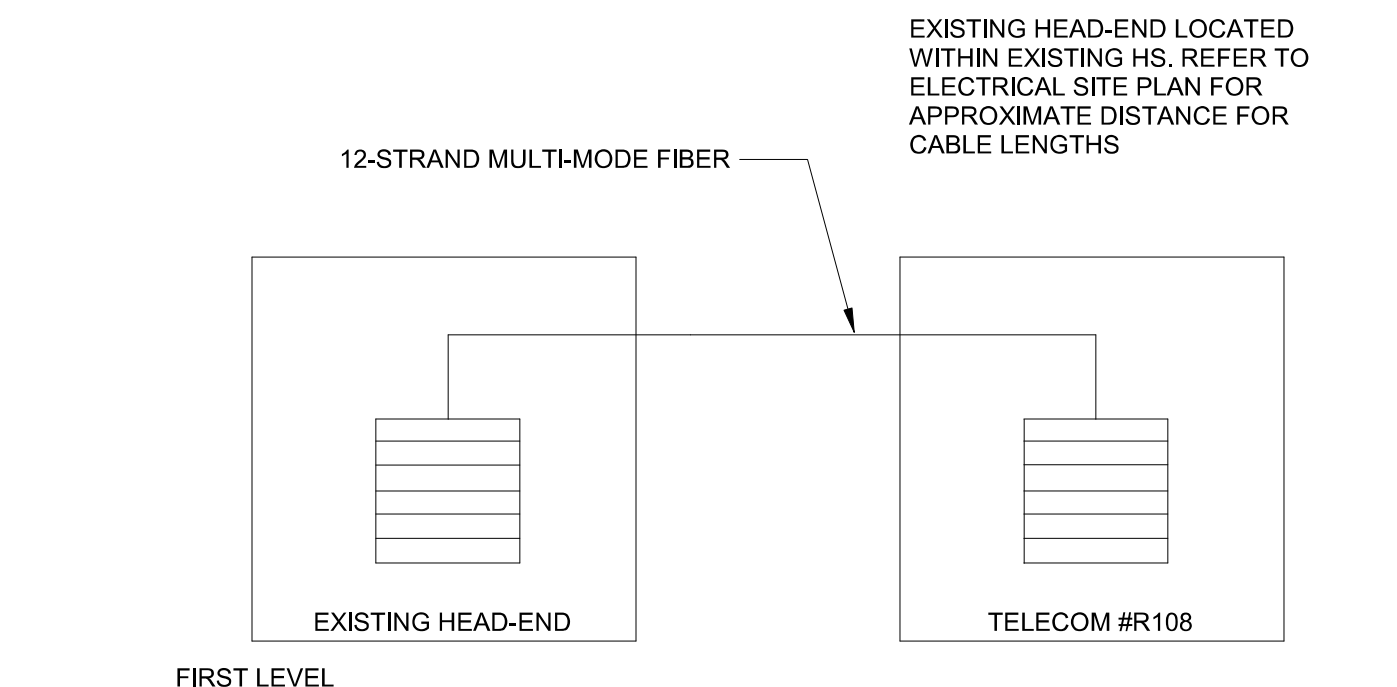 EXISTING HEAD-END LOCATED
WITHIN EXISTING HS. REFER TO
ELECTRICAL SITE PLAN FOR
APPROXIMATE DISTANCE FOR
CABLE LENGTHS
12-STRAND MULTI-MODE FIBER
EXISTING HEAD-END
TELECOM #R108
FIRST LEVEL